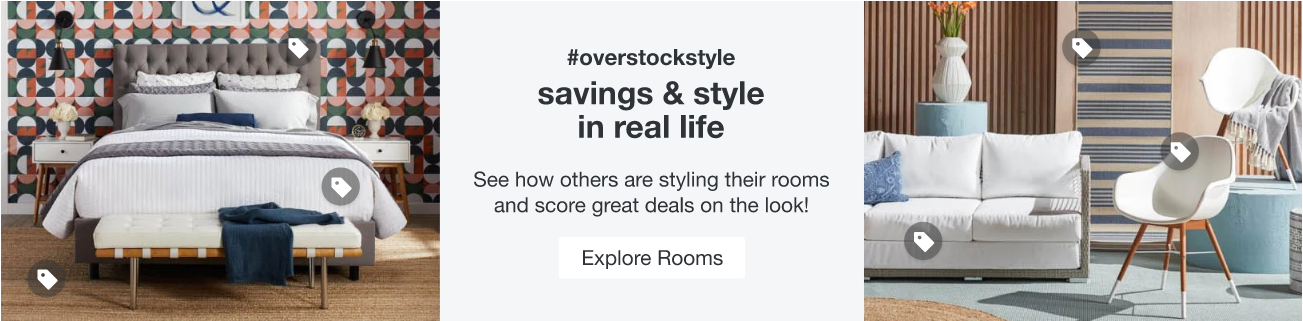 #overstockstyle
savings & style
in real life
See how others are styling their rooms
and score great deals on the look!
Explore Rooms